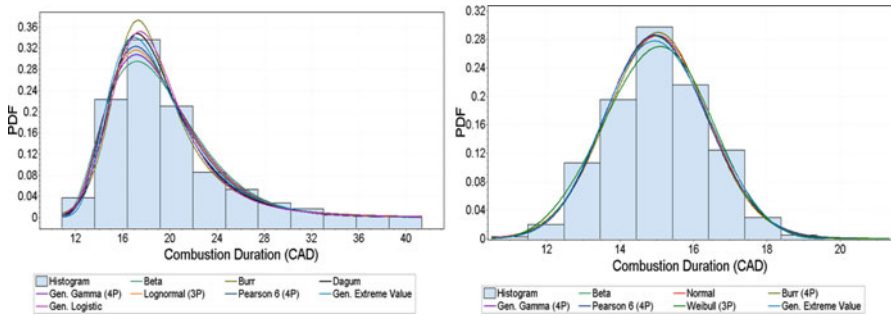 0.36
0.32
0.28
0.24
0.2
0.16
0.12
0.08
0.04
0
PDF
12 16 20 24 28 32 36 40
Combustion Duration (CAD)
Histogram Beta Burr Dagum
Gen. Gamma (4P) Lognormal (3P) Pearson 6 (4P) Gen. Extreme Value
Gen. Logistic
0.32
0.28
0.24
0.2
0.16
0.12
0.08
0.04
0
PDF
12 14 16 18 20
Combustion Duration (CAD)
Histogram Beta Normal Burr (4P)
Gen. Gamma (4P) Pearson 6 (4P) Weibull (3P) Gen. Extreme Value